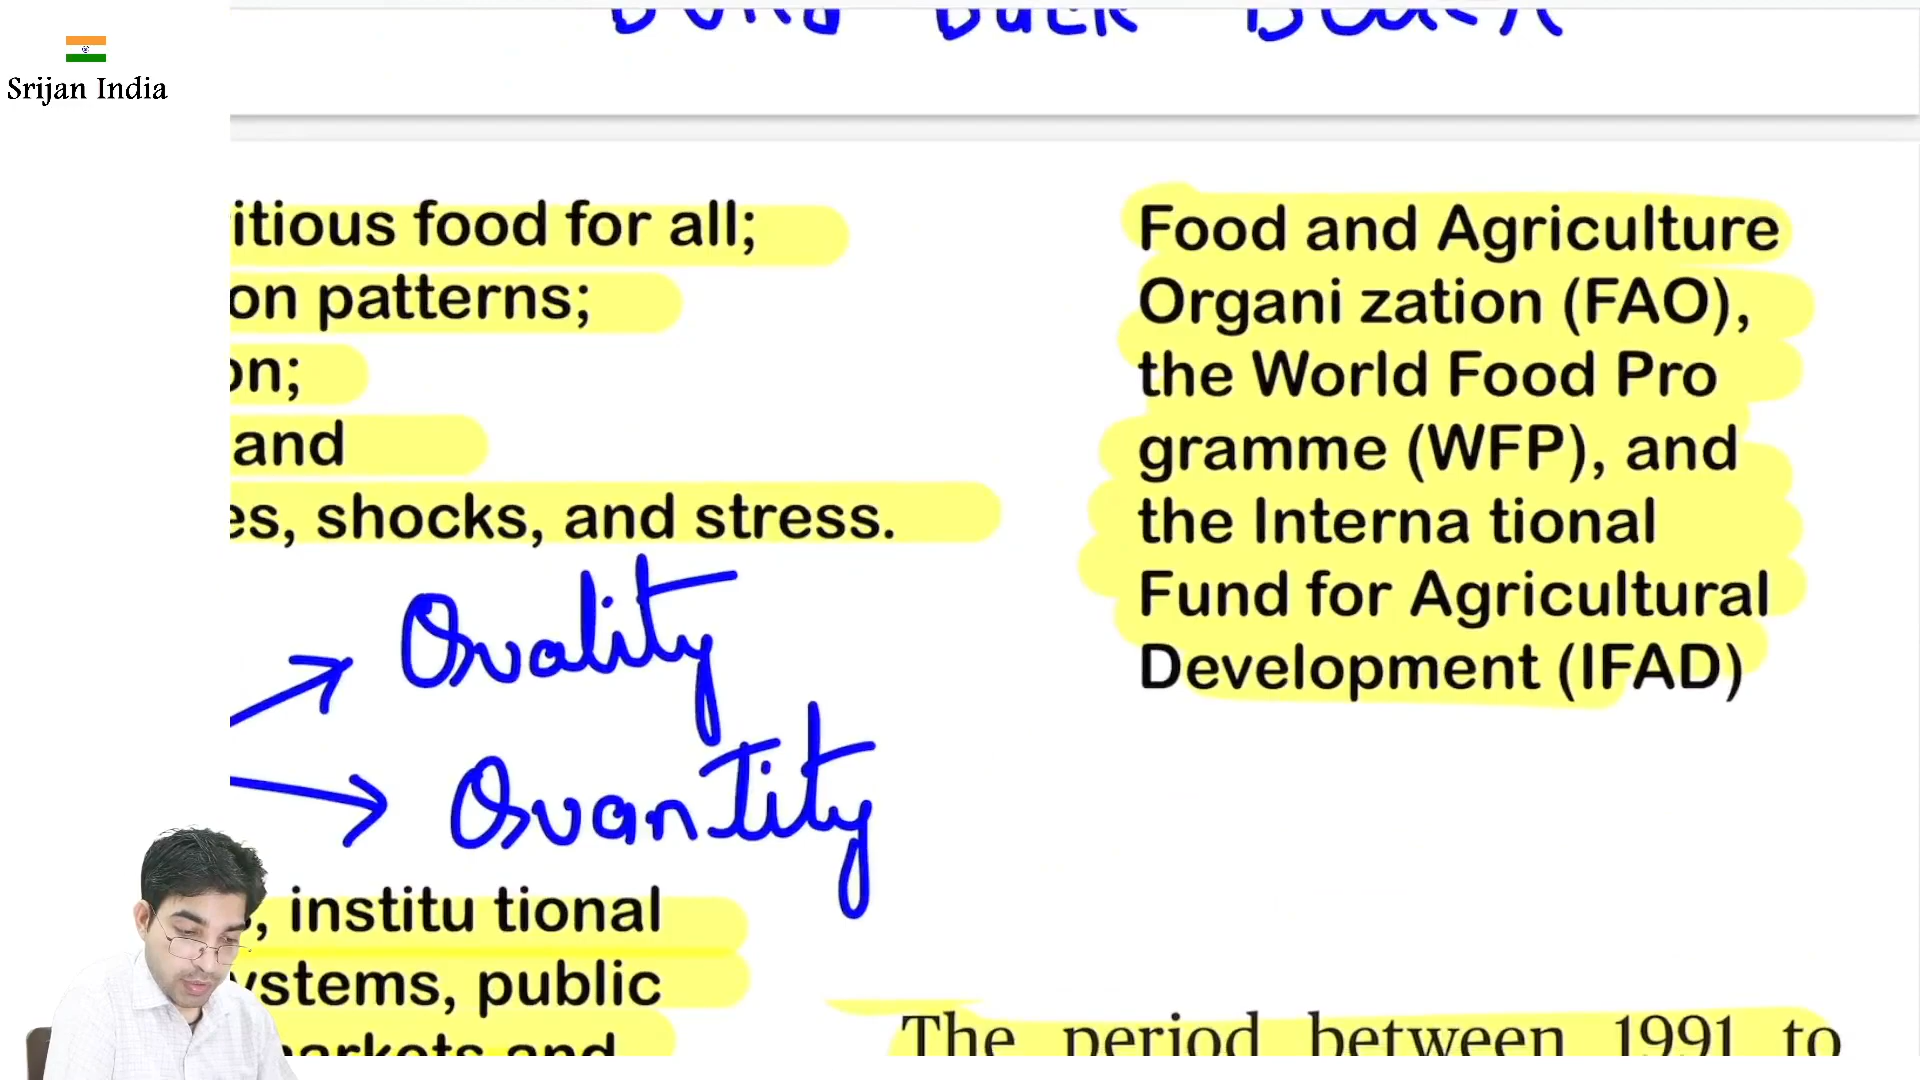 Srijan India
itious food for all;
on patterns;
on;
and
es, shocks, and stress.
Quality
Quantity
, institu tional
ystems, public
arkets and
Food and Agriculture
Organi zation (FAO),
the World Food Pro
gramme (WFP), and
the Interna tional
Fund for Agricultural
Development (IFAD)
The period between 1991 to